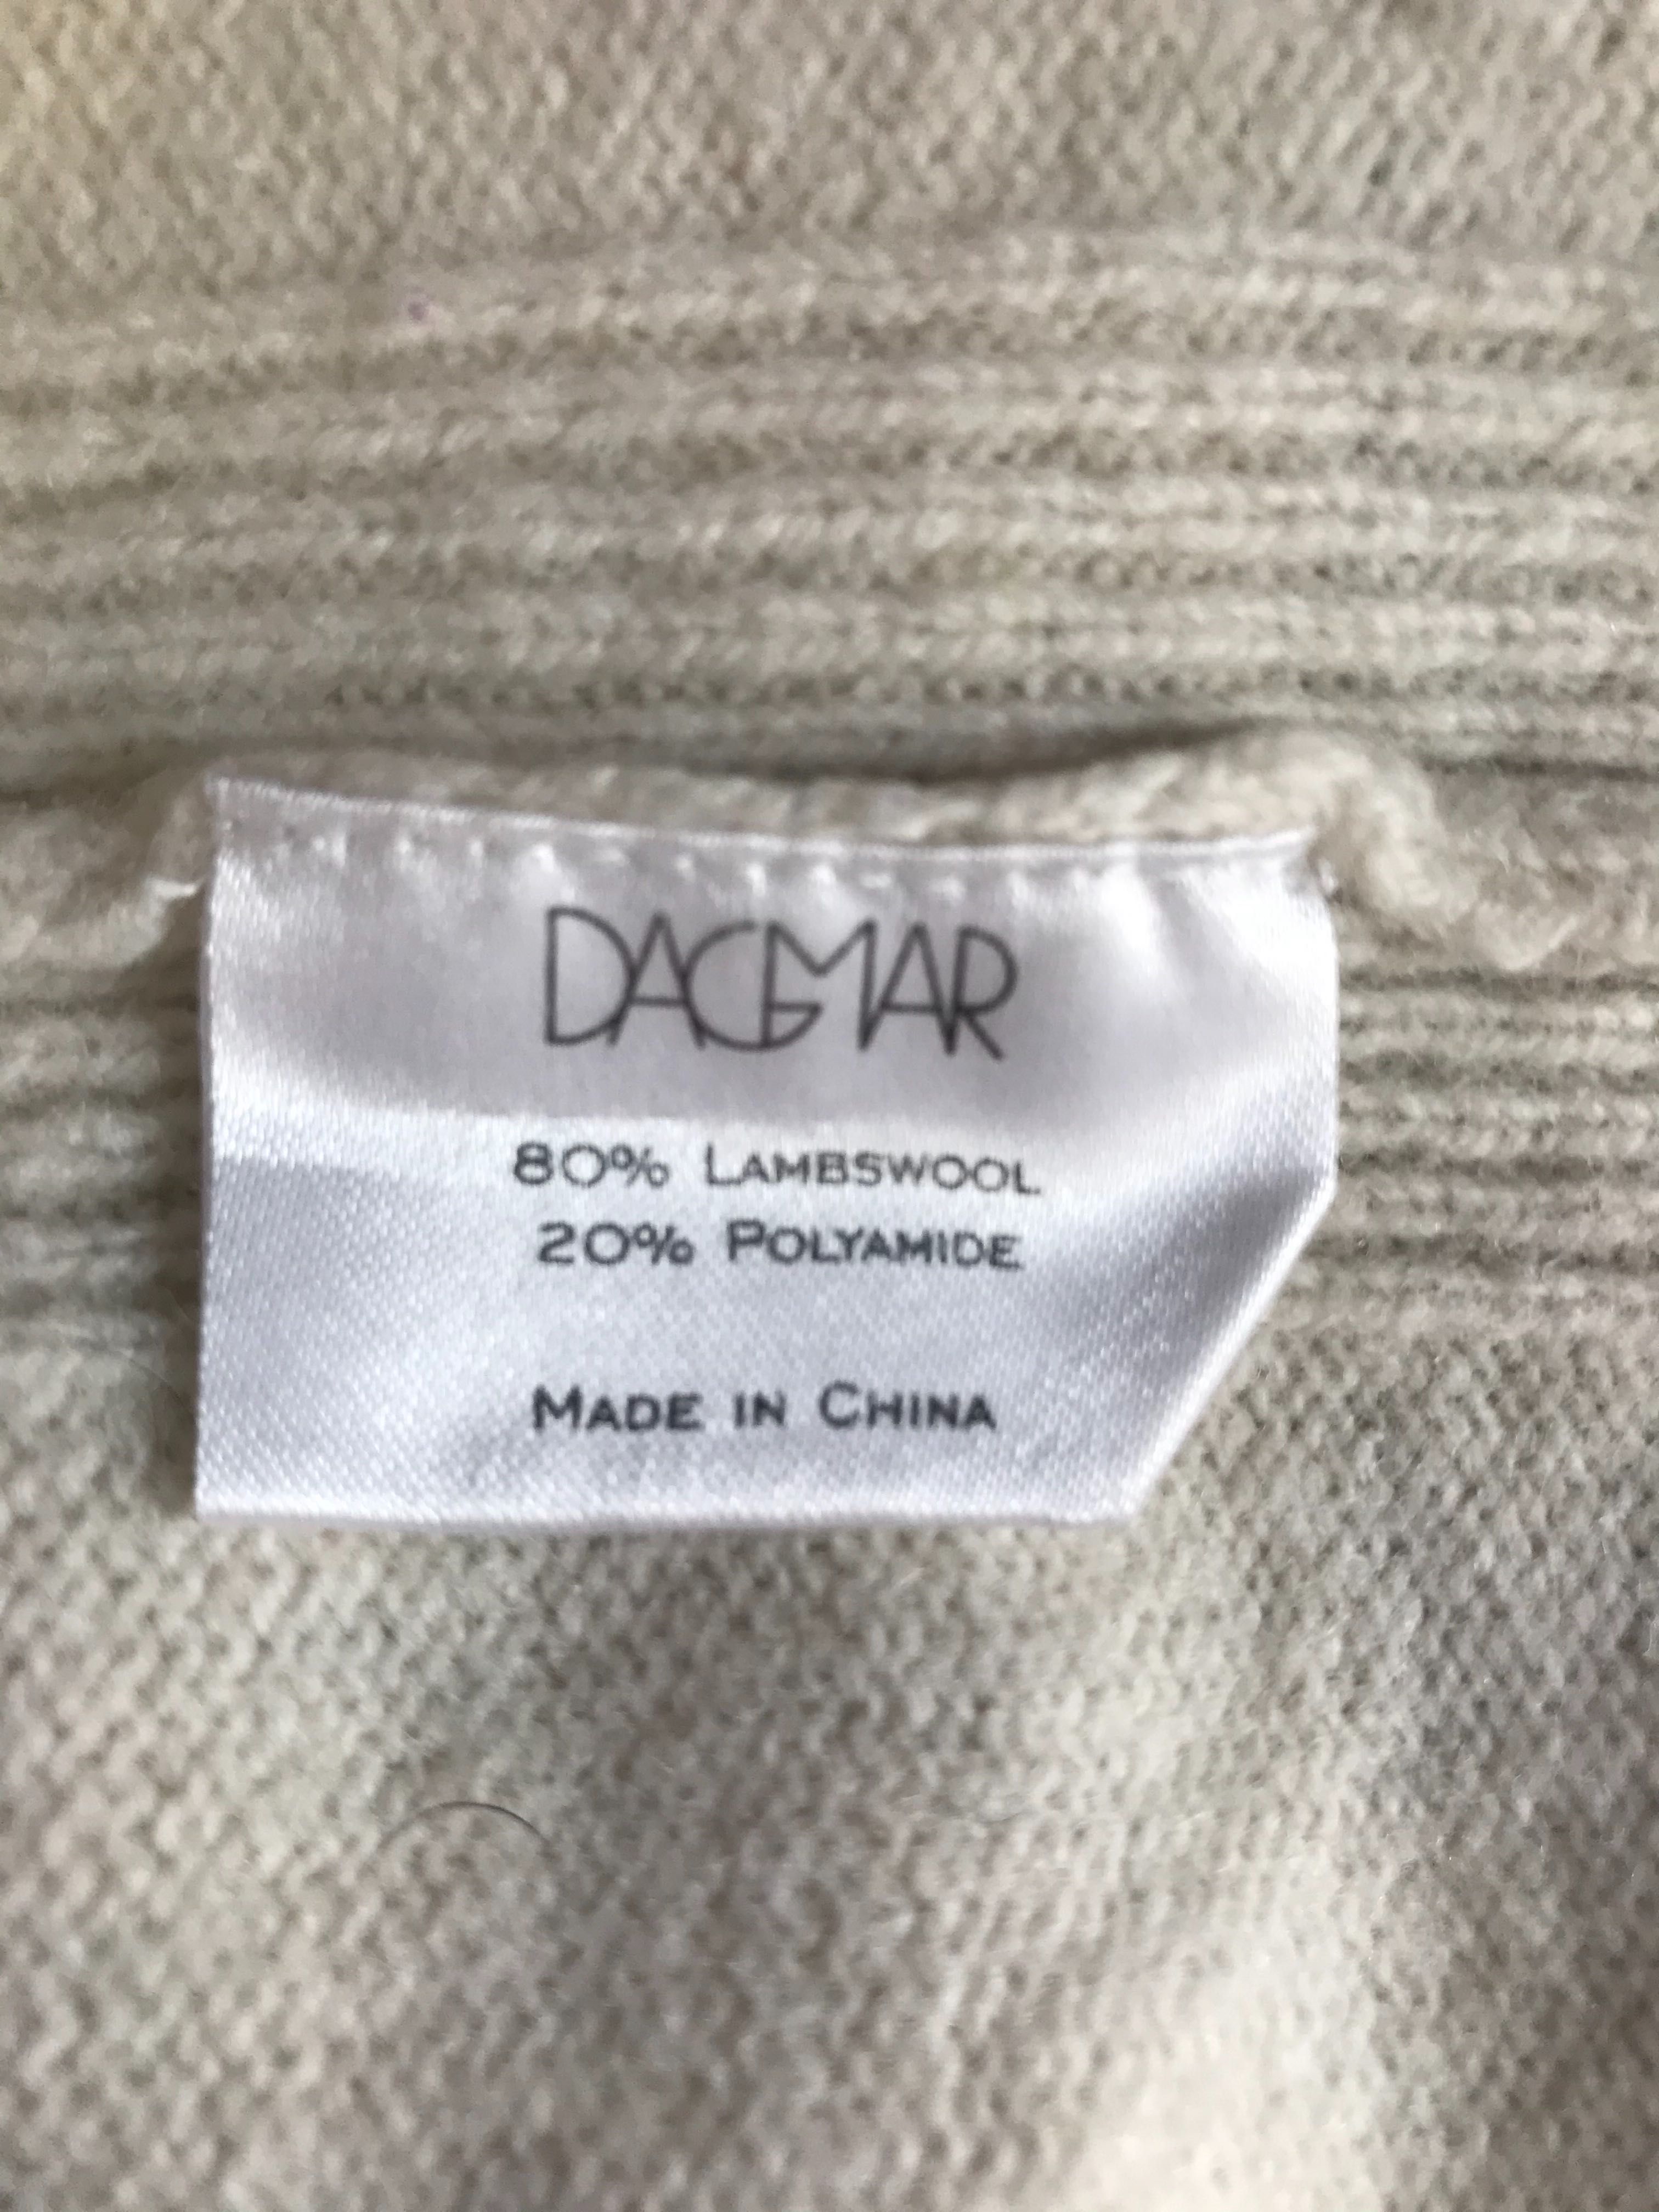 DAGMAR
80% LAMBSWOOL
20% POLYAMIDE
MADE IN CHINA